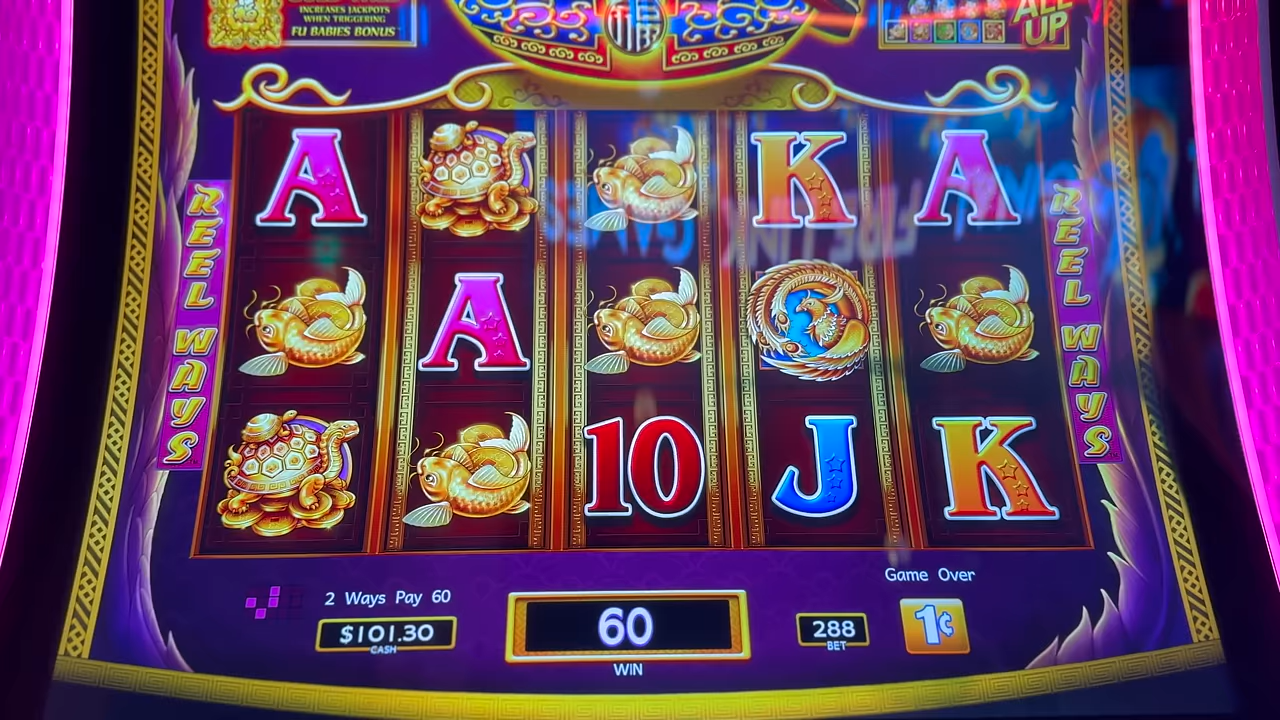 INCREASES JACKPOTS
WHEN TRIGGERING
FU BABIES BONUS
福
ALL
UP
A
K
A
REEL WAYS
A
REEL WAYS
10
J
K
2 Ways Pay 60
Game Over
$101.30
CASH
60
WIN
288
BET
1¢